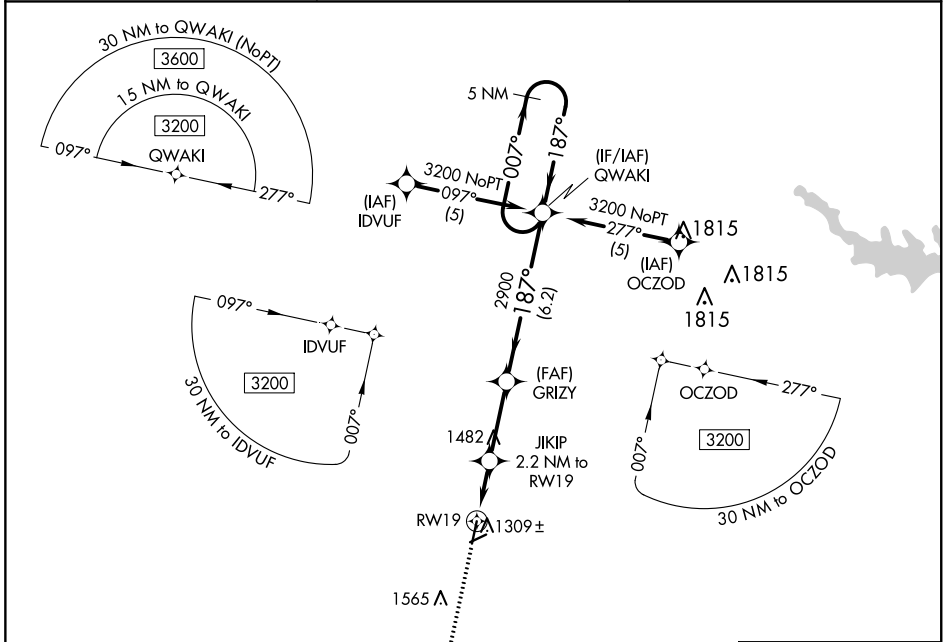 30 NM to QWAKI (NoPT)
3600
15 NM to QWAKI
3200
097°
QWAKI
277°
5 NM
007°
187°
(IF/IAF)
QWAKI
3200 NoPT
097°
(5)
(IAF)
IDVUF
3200 NoPT
277°
(5)
1815
(IAF)
OCZOD
1815
1815
2900
187°
(6.2)
097°
IDVUF
3200
007°
30 NM to IDVUF
(FAF)
GRIZY
OCZOD
277°
3200
007°
30 NM to OCZOD
1482
JIKIP
2.2 NM to
RW19
RW19
1309±
1565